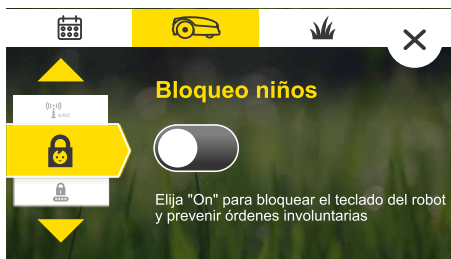 Bloqueo niños
A/B/C
Elija "On" para bloquear el teclado del robot
y prevenir órdenes involuntarias